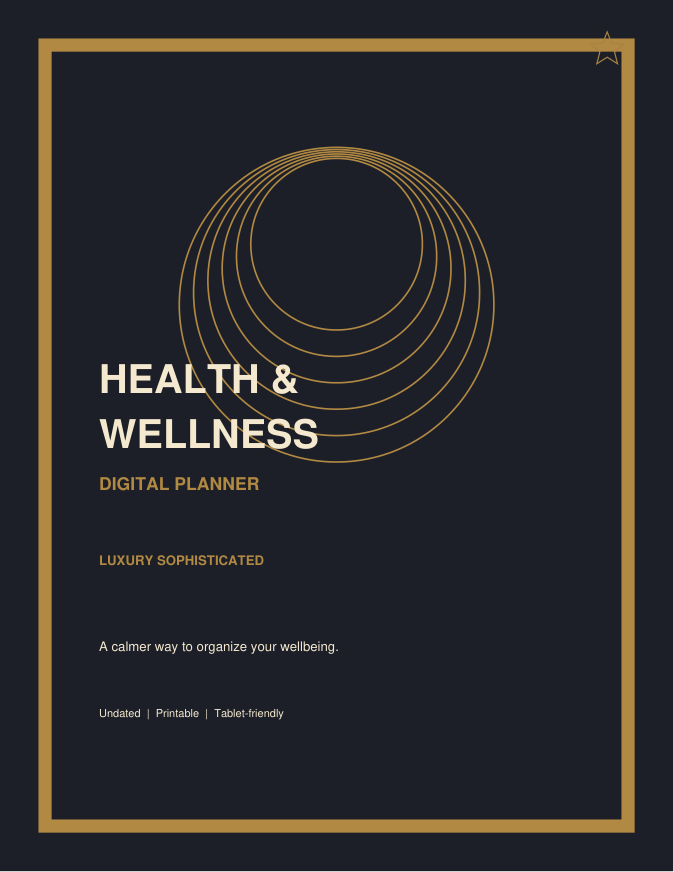 HEALTH &
WELLNESS
DIGITAL PLANNER
LUXURY SOPHISTICATED
A calmer way to organize your wellbeing.
Undated | Printable | Tablet-friendly